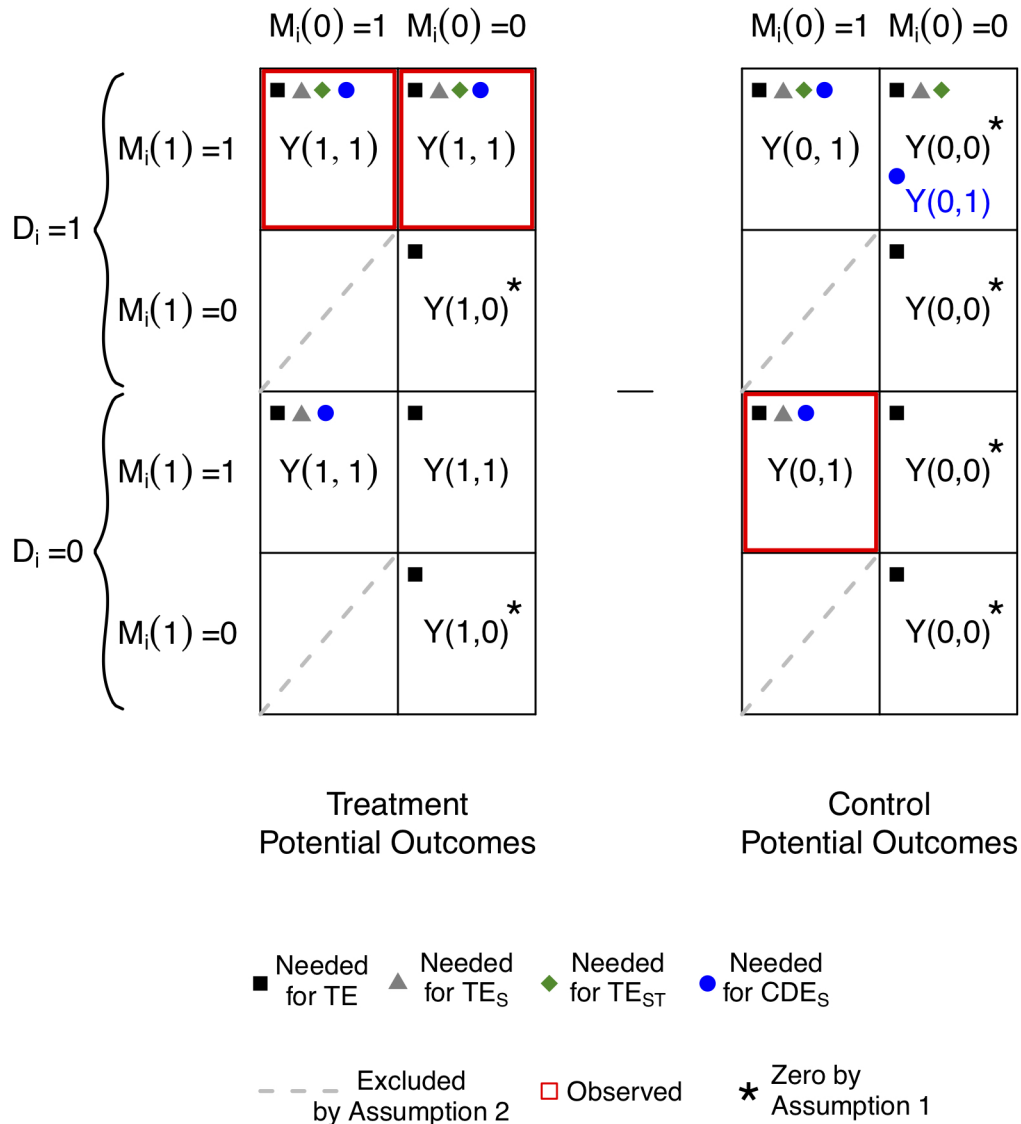 Mᵢ(0) =1 Mᵢ(0) =0 Mᵢ(0) =1 Mᵢ(0) =0
Mᵢ(1) =1 Y(1, 1) Y(1, 1) Y(0, 1) Y(0,0)*
Y(0,1)
Dᵢ =1
Mᵢ(1) =0 Y(1,0)* Y(0,0)*
—
Mᵢ(1) =1 Y(1, 1) Y(1,1) Y(0,1) Y(0,0)*
Dᵢ =0
Mᵢ(1) =0 Y(1,0)* Y(0,0)*
Treatment
Potential Outcomes
Control
Potential Outcomes
Needed
for TE
Needed
for TE_S
Needed
for TE_ST
Needed
for CDE_S
Excluded
by Assumption 2
Observed
* Zero by
Assumption 1